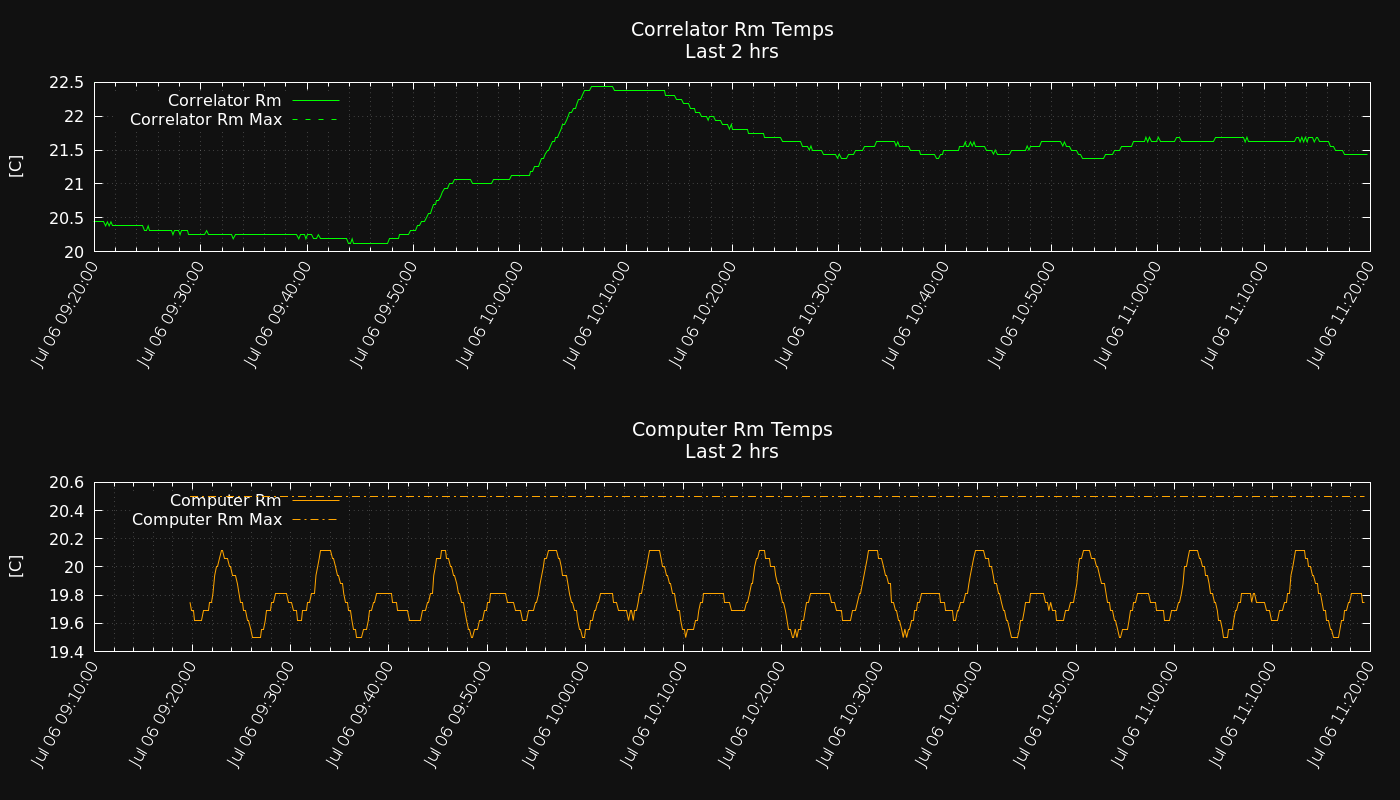 Correlator Rm Temps
Last 2 hrs
22.5
22
21.5
21
20.5
20
[C]
Correlator Rm
Correlator Rm Max
Jul 06 09:20:00
Jul 06 09:30:00
Jul 06 09:40:00
Jul 06 09:50:00
Jul 06 10:00:00
Jul 06 10:10:00
Jul 06 10:20:00
Jul 06 10:30:00
Jul 06 10:40:00
Jul 06 10:50:00
Jul 06 11:00:00
Jul 06 11:10:00
Jul 06 11:20:00
Computer Rm Temps
Last 2 hrs
20.6
20.4
20.2
20
19.8
19.6
19.4
[C]
Computer Rm
Computer Rm Max
Jul 06 09:10:00
Jul 06 09:20:00
Jul 06 09:30:00
Jul 06 09:40:00
Jul 06 09:50:00
Jul 06 10:00:00
Jul 06 10:10:00
Jul 06 10:20:00
Jul 06 10:30:00
Jul 06 10:40:00
Jul 06 10:50:00
Jul 06 11:00:00
Jul 06 11:10:00
Jul 06 11:20:00